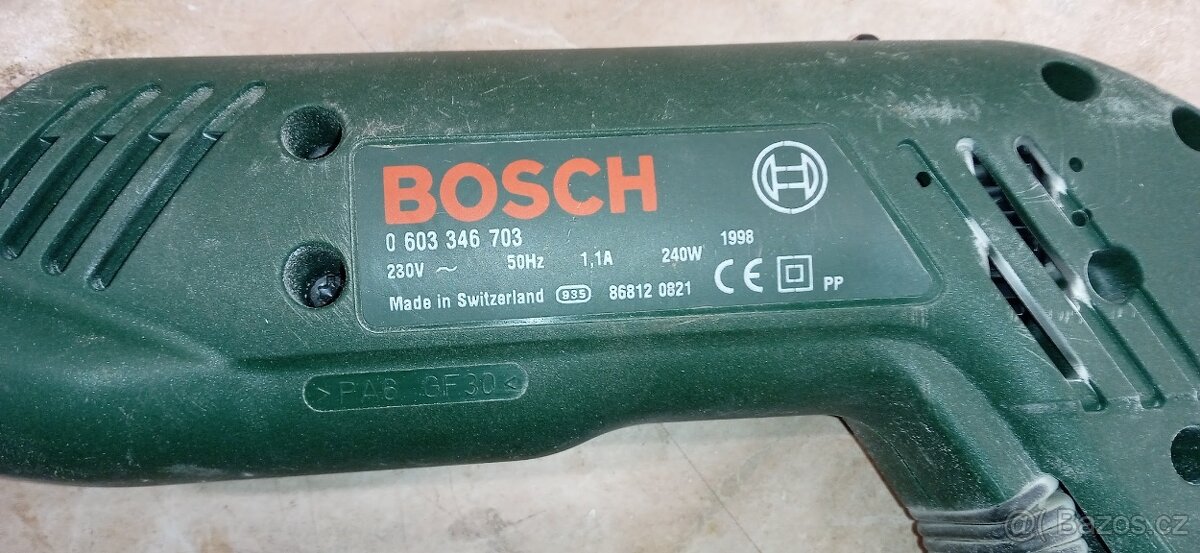 BOSCH
0 603 346 703
230V ~ 50Hz 1,1A 240W 1998
Made in Switzerland 935 86812 0821 CE PP
>PA6 GF30<
Bazos.cz